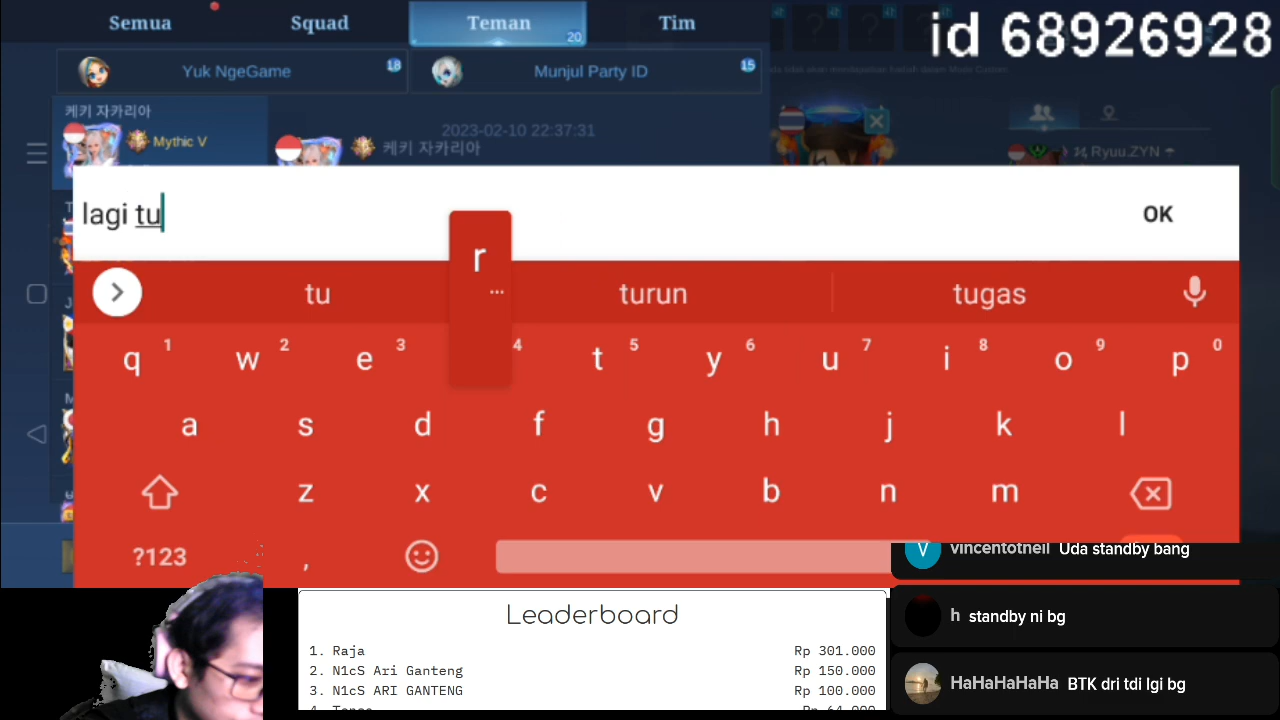 Semua
Squad
Teman
20
Tim
id 68926928
Yuk NgeGame
18
Munjul Party ID
15
케키 자카리아
Mythic V
2023-02-10 22:37:31
케키 자카리아
Ryuu.ZYN
lagi tu
OK
r
...
tu
turun
tugas
q 1 w 2 e 3 4 t 5 y 6 u 7 i 8 o 9 p 0
a s d f g h j k l
z x c v b n m
?123 ,
vincentotneil Uda standby bang
h standby ni bg
HaHaHaHaHa BTK dri tdi lgi bg
Leaderboard
1. Raja Rp 301.000
2. N1cS Ari Ganteng Rp 150.000
3. N1cS ARI GANTENG Rp 100.000